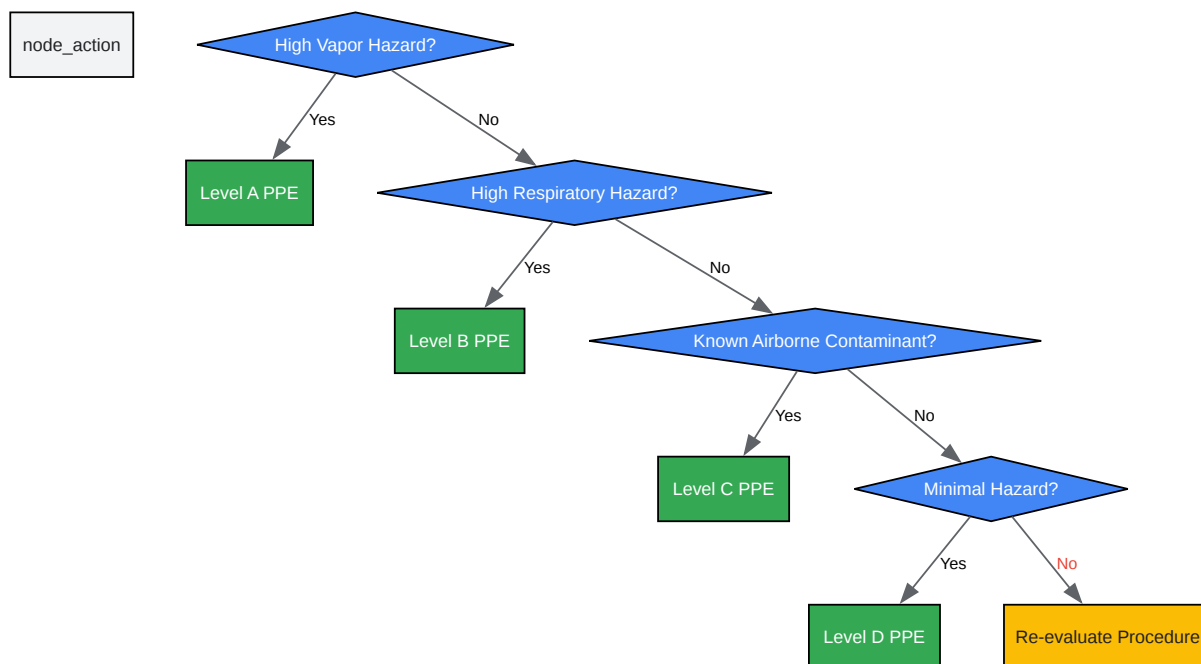 node_action
High Vapor Hazard?
Yes
No
Level A PPE
High Respiratory Hazard?
Yes
No
Level B PPE
Known Airborne Contaminant?
Yes
No
Level C PPE
Minimal Hazard?
Yes
No
Level D PPE
Re-evaluate Procedure